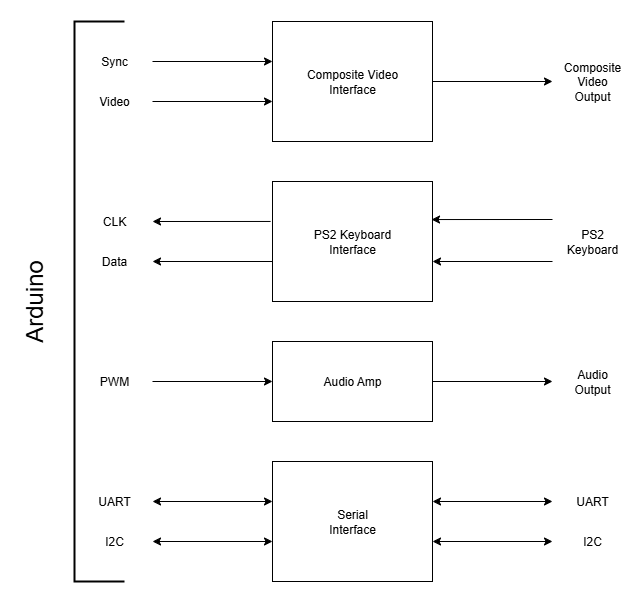 Arduino
Sync
Video
Composite Video
Interface
Composite
Video
Output
CLK
Data
PS2 Keyboard
Interface
PS2
Keyboard
PWM
Audio Amp
Audio
Output
UART
I2C
Serial
Interface
UART
I2C